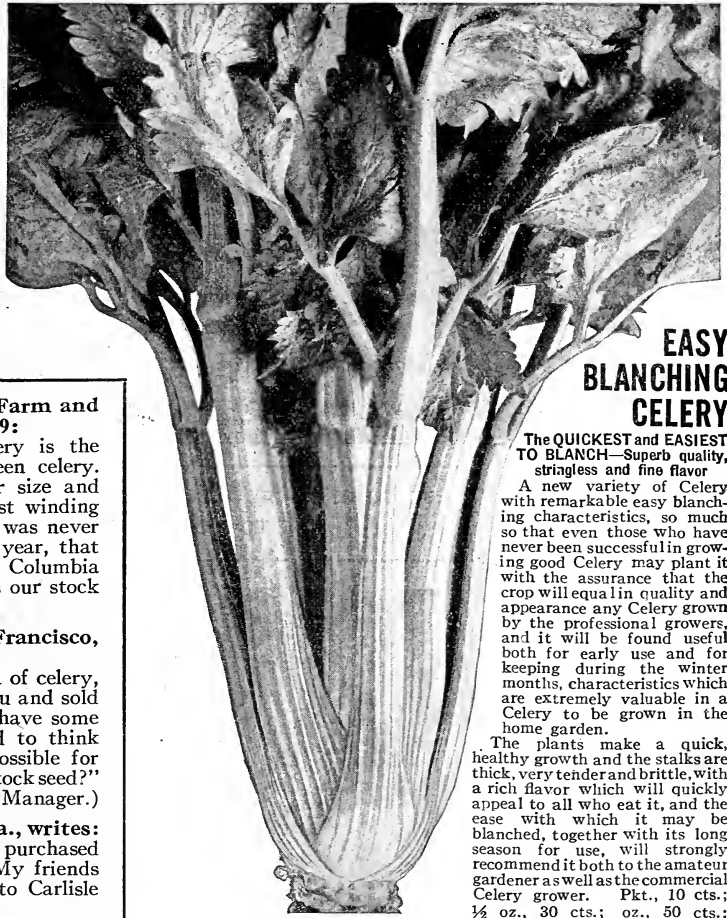 Farm and
9:
ery is the
een celery.
r size and
st winding
was never
year, that
Columbia
s our stock
Francisco,
of celery,
u and sold
have some
d to think
ossible for
tock seed?"
Manager.)
a., writes:
purchased
My friends
to Carlisle
EASY
BLANCHING
CELERY
The QUICKEST and EASIEST
TO BLANCH—Superb quality,
stringless and fine flavor
A new variety of Celery
with remarkable easy blanch-
ing characteristics, so much
so that even those who have
never been successful in grow-
ing good Celery may plant it
with the assurance that the
crop will equal in quality and
appearance any Celery grown
by the professional growers,
and it will be found useful
both for early use and for
keeping during the winter
months, characteristics which
are extremely valuable in a
Celery to be grown in the
home garden.
The plants make a quick,
healthy growth and the stalks are
thick, very tender and brittle, with
a rich flavor which will quickly
appeal to all who eat it, and the
ease with which it may be
blanched, together with its long
season for use, will strongly
recommend it both to the amateur
gardener as well as the commercial
Celery grower. Pkt., 10 cts.;
½ oz., 30 cts.; oz., 50 cts.;